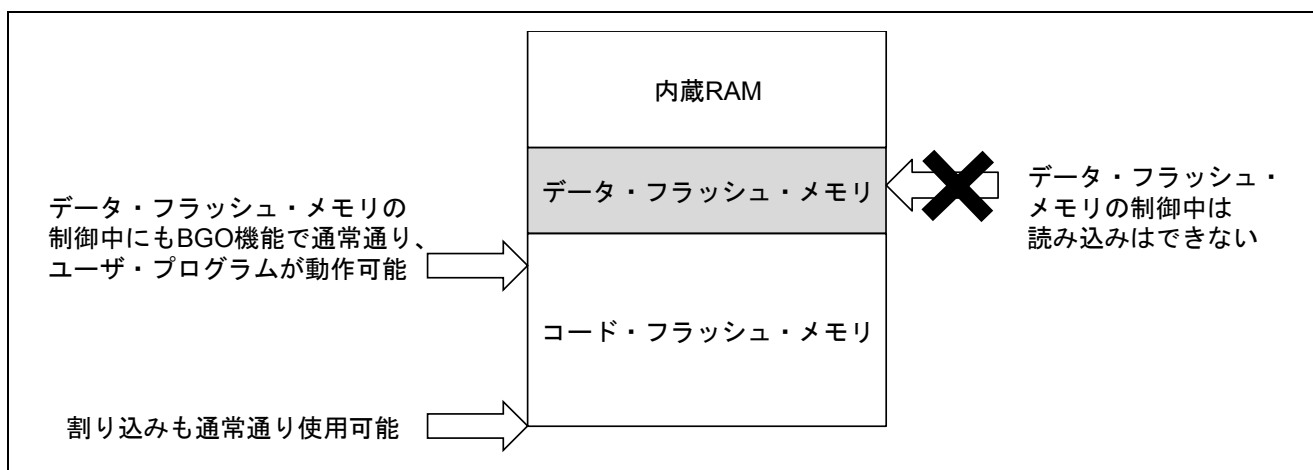 内蔵RAM
データ・フラッシュ・メモリ
コード・フラッシュ・メモリ
データ・フラッシュ・メモリの
制御中にもBGO機能で通常通り、
ユーザ・プログラムが動作可能
割り込みも通常通り使用可能
データ・フラッシュ・
メモリの制御中は
読み込みはできない